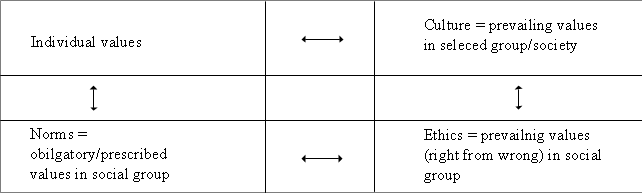 Individual values
Culture = prevailing values
in seleced group/society
Norms =
obilgatory/prescribed
values in social group
Ethics = prevailnig values
(right from wrong) in social
group